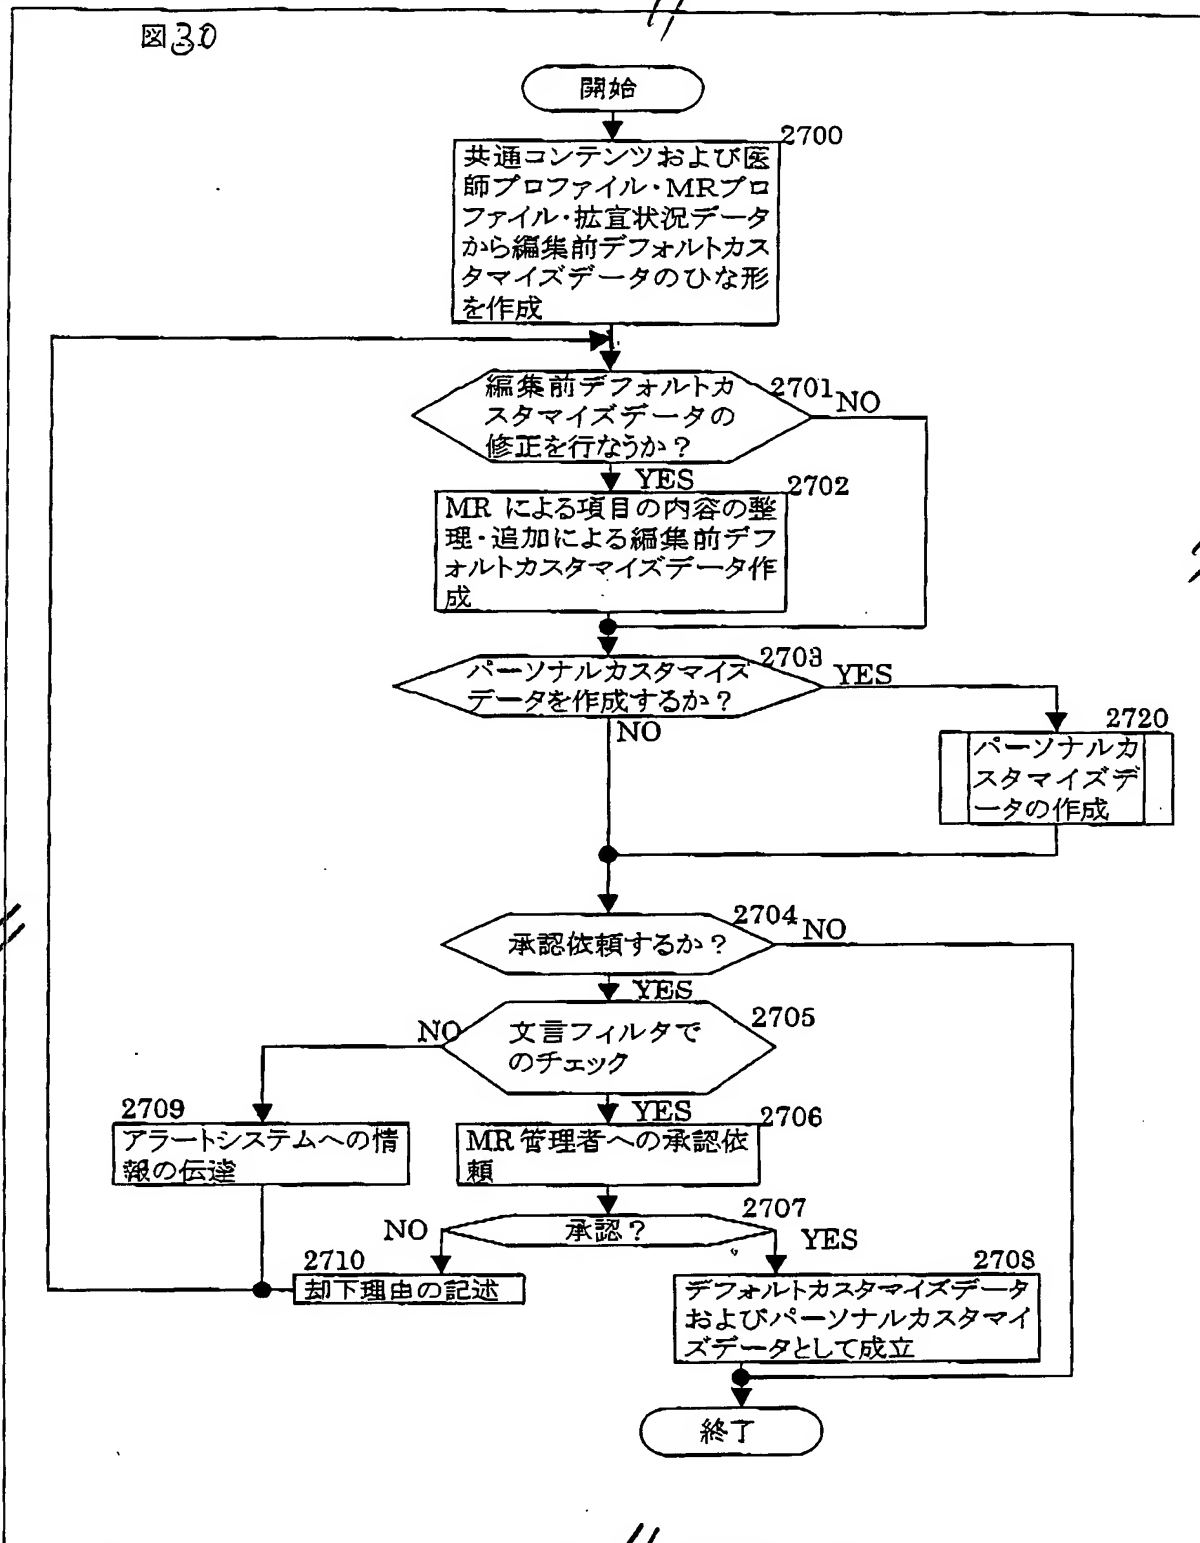 図30
開始
2700
共通コンテンツおよび医
師プロファイル・MRプロ
ファイル・拡宣状況データ
から編集前デフォルトカス
タマイズデータのひな形
を作成
編集前デフォルトカ
スタマイズデータの
修正を行なうか？
2701
NO
YES
2702
MR による項目の内容の整
理・追加による編集前デフ
ォルトカスタマイズデータ作
成
2703
パーソナルカスタマイズ
データを作成するか？
YES
NO
2720
パーソナルカ
スタマイズデ
ータの作成
2704
承認依頼するか？
NO
YES
2705
文言フィルタで
のチェック
NO
YES
2709
アラートシステムへの情
報の伝達
2706
MR管理者への承認依
頼
2707
承認？
NO
YES
2710
却下理由の記述
2708
デフォルトカスタマイズデータ
およびパーソナルカスタマイ
ズデータとして成立
終了